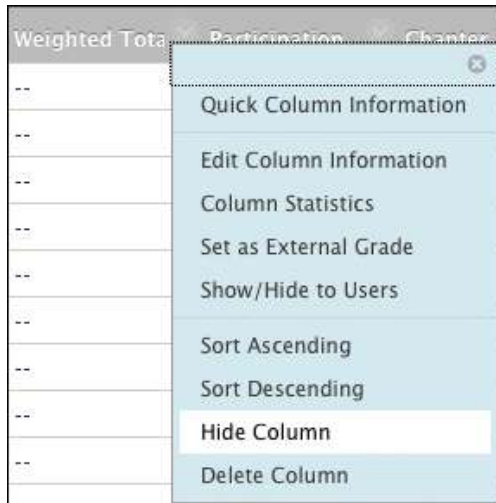 Weighted Tota Participation Chapter
--
Quick Column Information
--
Edit Column Information
--
Column Statistics
--
Set as External Grade
--
Show/Hide to Users
--
Sort Ascending
--
Sort Descending
--
Hide Column
--
Delete Column